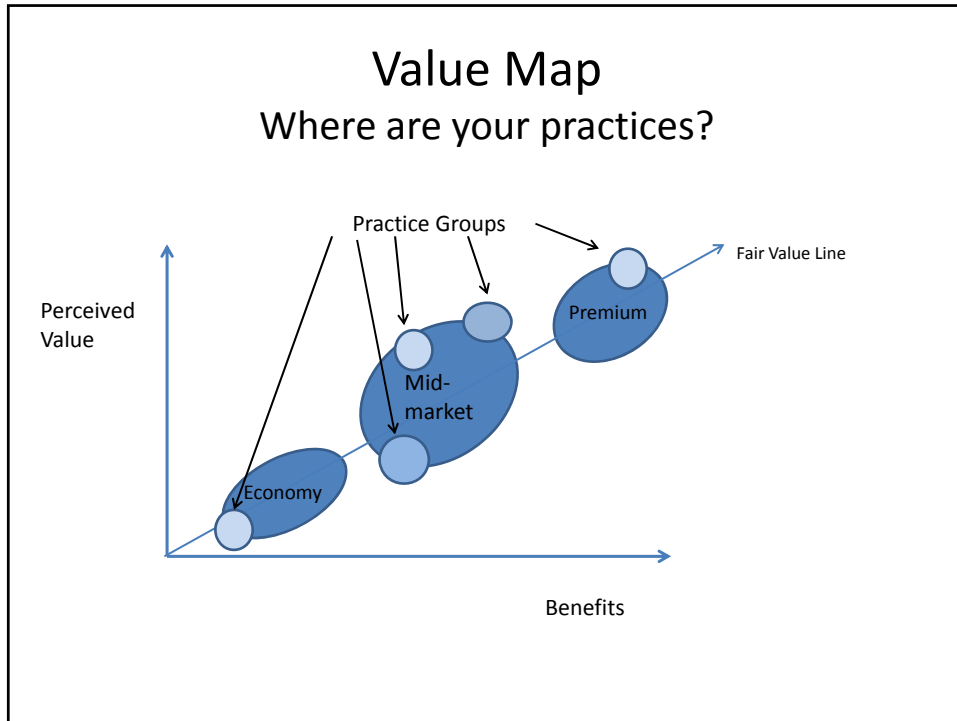 Value Map
Where are your practices?
Practice Groups
Fair Value Line
Perceived
Value
Premium
Mid-
market
Economy
Benefits